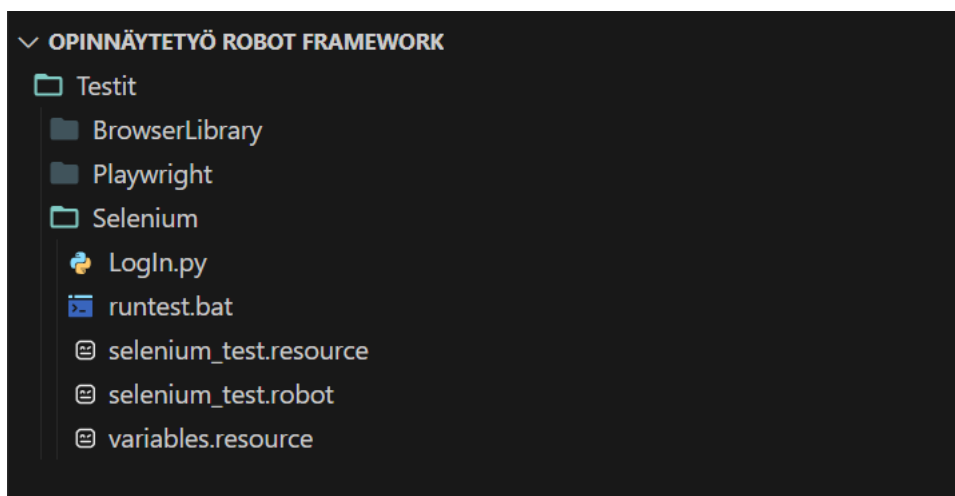 OPINNÄYTETYÖ ROBOT FRAMEWORK
Testit
BrowserLibrary
Playwright
Selenium
LogIn.py
runtest.bat
selenium_test.resource
selenium_test.robot
variables.resource